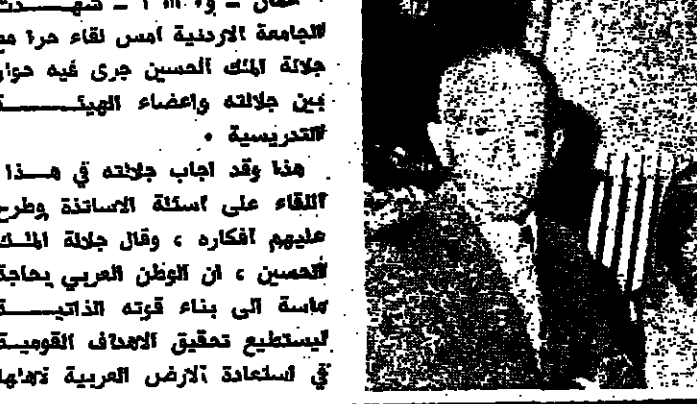 عمان - شهدت
الجامعة الاردنية امس لقاء حرا مع
جلالة الملك الحسين جرى فيه حوار
بين جلالته واعضاء الهيئة
التدريسية .
هذا وقد اجاب جلالته في هذا
اللقاء على اسئلة الاساتذة وطرح
عليهم افكاره ، وقال جلالة الملك
الحسين ، ان الوطن العربي بحاجة
ماسة الى بناء قوته الذاتية
ليستطيع تحقيق الاهداف القومية
في استعادة الارض العربية لاهلها